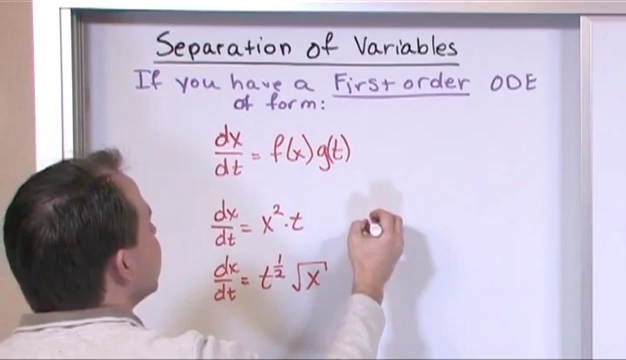 Separation of Variables
If you have a First order ODE
of form:
dx/dt = f(x)g(t)
dx/dt = x²·t
dx/dt = t^½ √x